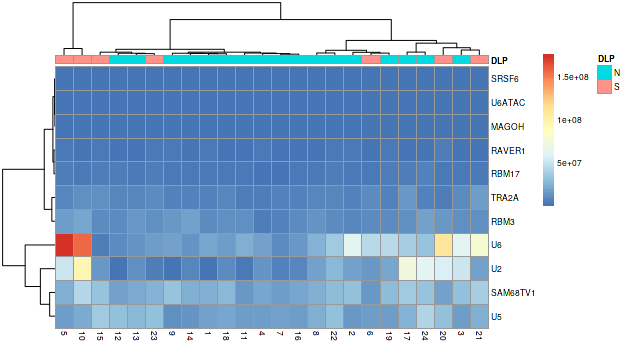 DLP
DLP
N
S
1.5e+08
1e+08
5e+07
SRSF6
U6ATAC
MAGOH
RAVER1
RBM17
TRA2A
RBM3
U6
U2
SAM68TV1
U5
5 10 15 12 13 23 9 14 1 18 11 4 7 16 8 22 2 6 19 17 24 20 3 21